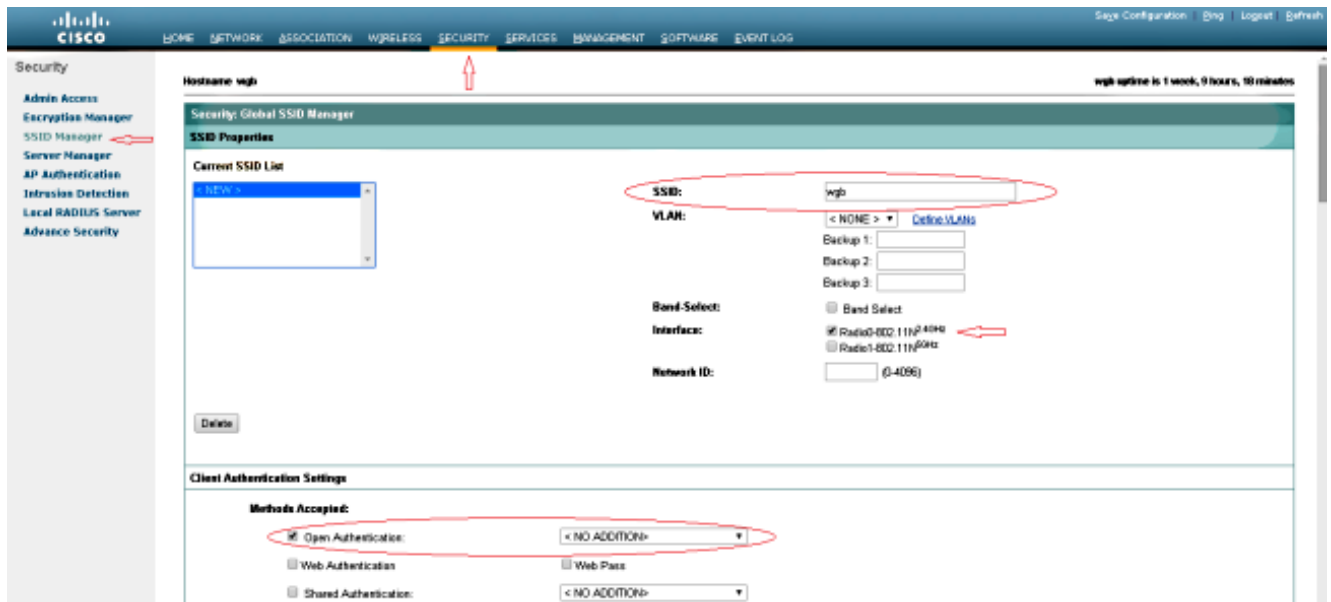 Save Configuration | Ping | Logout | Refresh
CISCO
HOME NETWORK ASSOCIATION WIRELESS SECURITY SERVICES MANAGEMENT SOFTWARE EVENT LOG
Security
Admin Access
Encryption Manager
SSID Manager
Server Manager
AP Authentication
Intrusion Detection
Local RADIUS Server
Advance Security
Hostname wgb
wgb uptime is 1 week, 9 hours, 18 minutes
Security: Global SSID Manager
SSID Properties
Current SSID List
< NEW >
SSID: wgb
VLAN: < NONE > Define VLANs
Backup 1:
Backup 2:
Backup 3:
Band-Select: Band Select
Interface: Radio0-802.11N2.4GHz
Radio1-802.11N5GHz
Network ID: (0-4096)
Delete
Client Authentication Settings
Methods Accepted:
Open Authentication: < NO ADDITION>
Web Authentication Web Pass
Shared Authentication: < NO ADDITION>